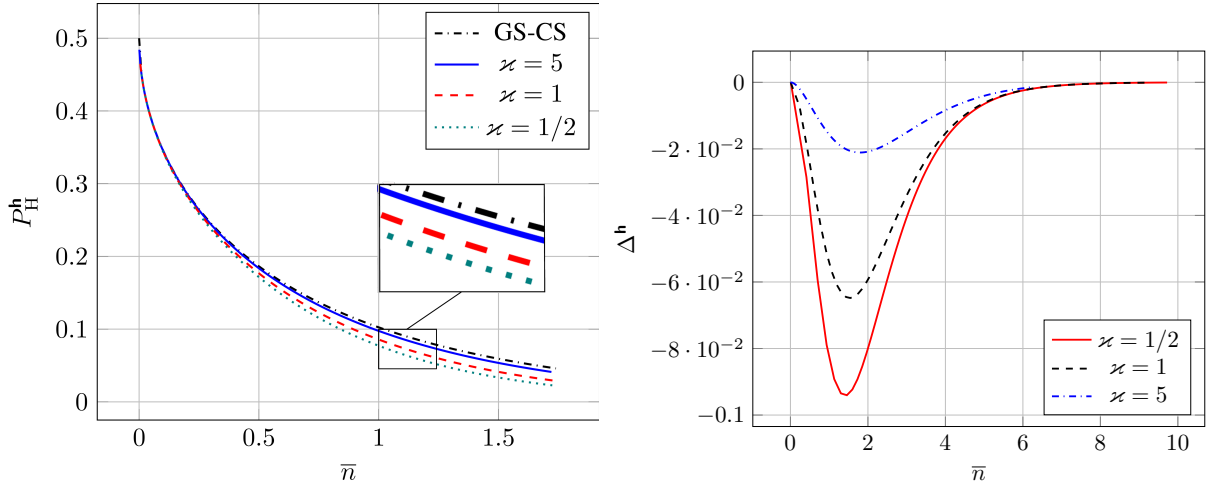 0.5
0.4
0.3
0.2
0.1
0
P_H^h
0
0.5
1
1.5
n̅
GS-CS
ϰ = 5
ϰ = 1
ϰ = 1/2
0
−2 · 10⁻²
−4 · 10⁻²
−6 · 10⁻²
−8 · 10⁻²
−0.1
Δ^h
0
2
4
6
8
10
n̅
ϰ = 1/2
ϰ = 1
ϰ = 5